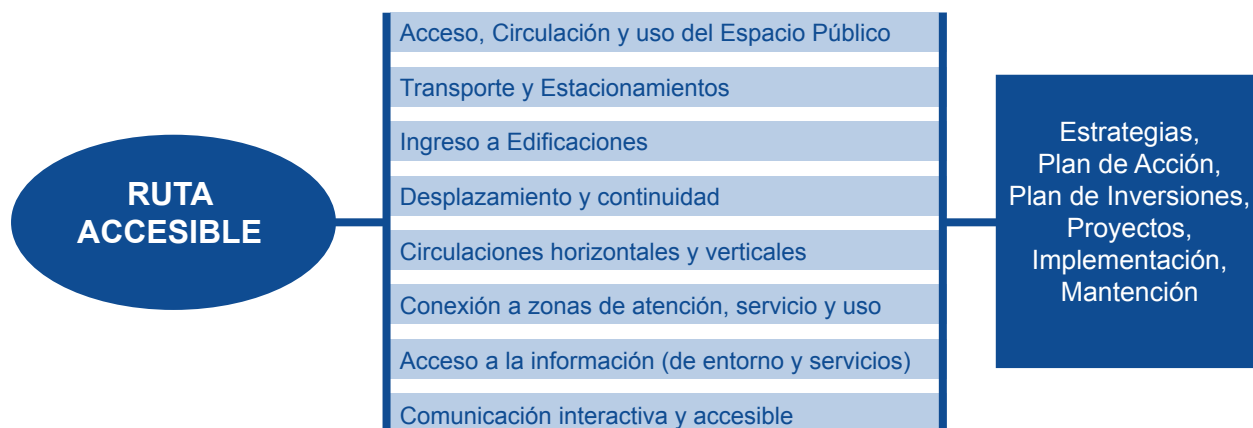 RUTA
ACCESIBLE
Acceso, Circulación y uso del Espacio Público
Transporte y Estacionamientos
Ingreso a Edificaciones
Desplazamiento y continuidad
Circulaciones horizontales y verticales
Conexión a zonas de atención, servicio y uso
Acceso a la información (de entorno y servicios)
Comunicación interactiva y accesible
Estrategias,
Plan de Acción,
Plan de Inversiones,
Proyectos,
Implementación,
Mantención